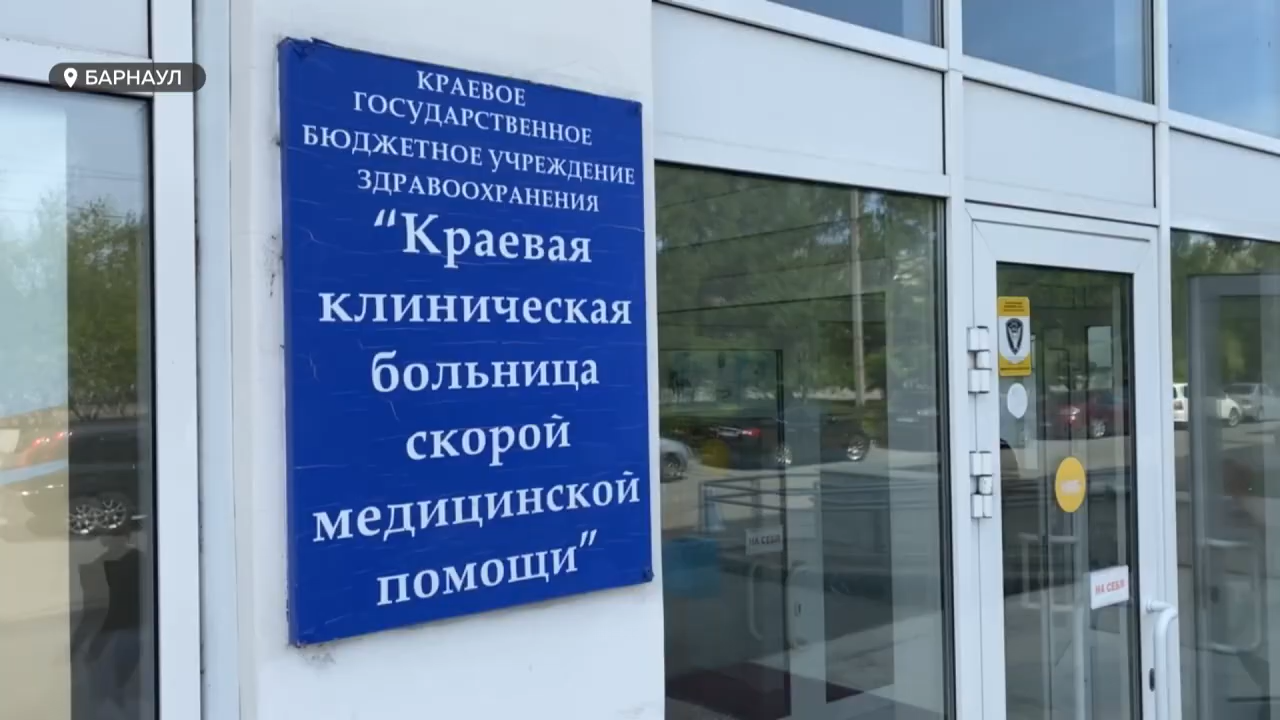 БАРНАУЛ
КРАЕВОЕ
ГОСУДАРСТВЕННОЕ
БЮДЖЕТНОЕ УЧРЕЖДЕНИЕ
ЗДРАВООХРАНЕНИЯ
“Краевая
клиническая
больница
скорой
медицинской
помощи”
НА СЕБЯ
НА СЕБЯ